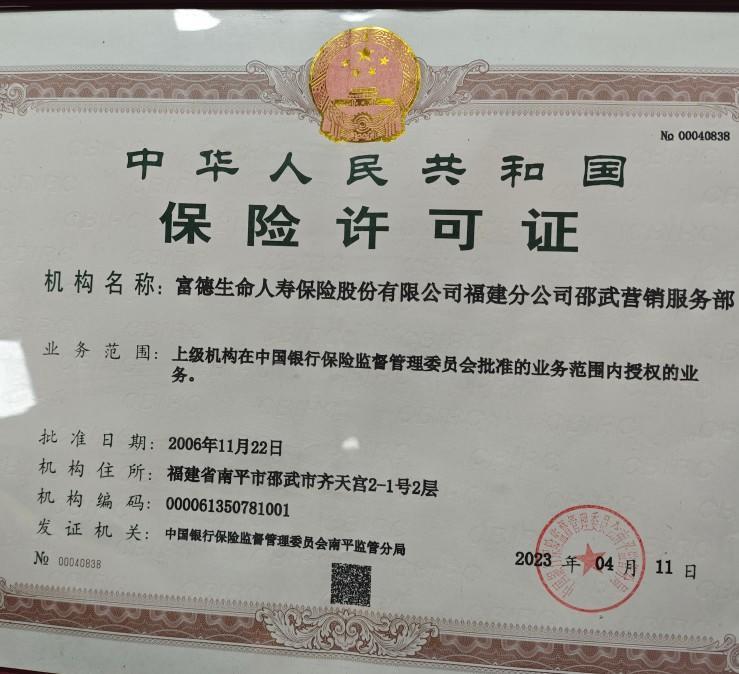 No 00040838
中华人民共和国
保险许可证
机构名称：富德生命人寿保险股份有限公司福建分公司邵武营销服务部
业务范围：上级机构在中国银行保险监督管理委员会批准的业务范围内授权的业
务。
批准日期：2006年11月22日
机构住所：福建省南平市邵武市齐天宫2-1号2层
机构编码：000061350781001
发证机关：中国银行保险监督管理委员会南平监管分局
№ 00040838
2023 年 04 月 11 日